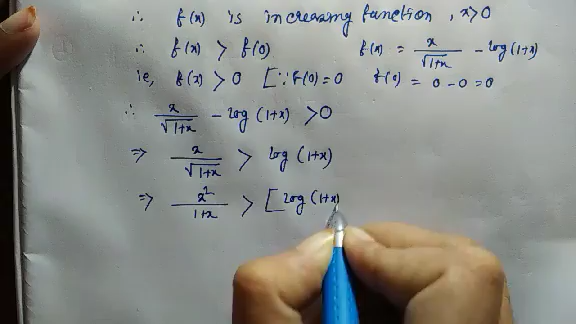 ∴ f(x) is increasing function, x>0
∴ f(x) > f(0) f(x) = x/√(1+x) - log(1+x)
ie, f(x) > 0 [∵ f(0)=0 f(0) = 0 - 0 = 0
∴ x/√(1+x) - log (1+x) >0
⇒ x/√(1+x) > log (1+x)
⇒ x²/(1+x) > [log (1+x)